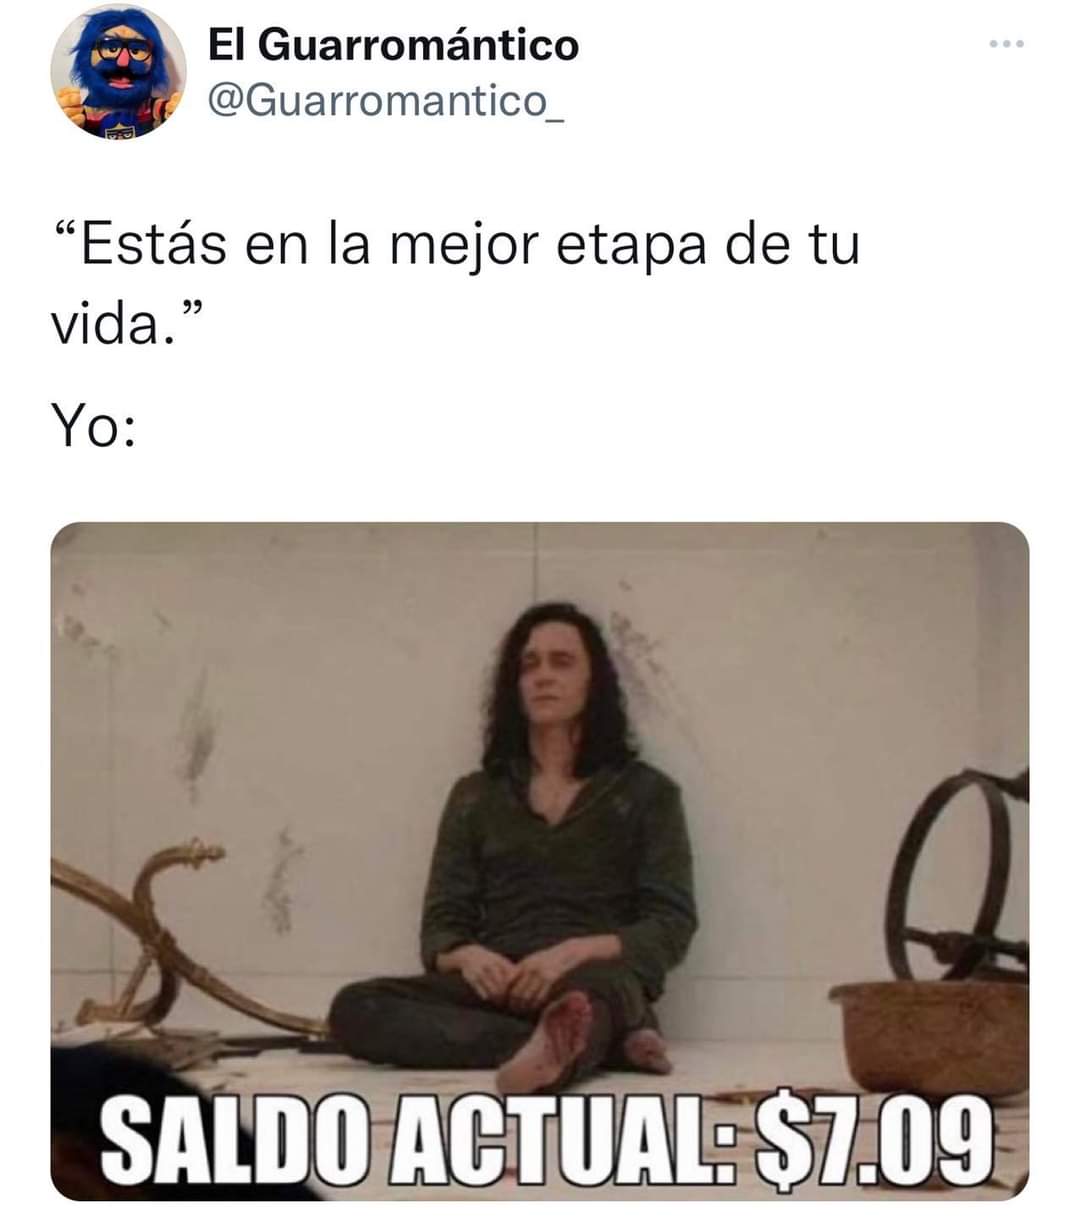 El Guarromántico
@Guarromantico_
“Estás en la mejor etapa de tu
vida.”
Yo:
SALDO ACTUAL: $7.09